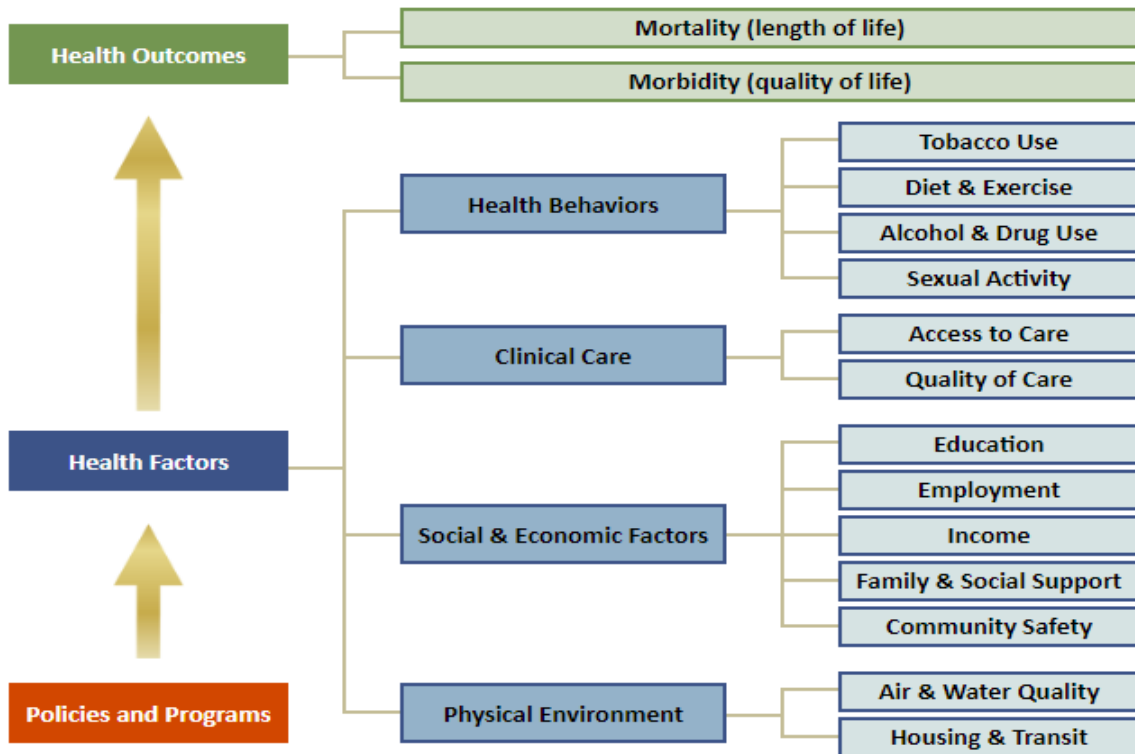 Health Outcomes
Mortality (length of life)
Morbidity (quality of life)
Health Factors
Health Behaviors
Tobacco Use
Diet & Exercise
Alcohol & Drug Use
Sexual Activity
Clinical Care
Access to Care
Quality of Care
Social & Economic Factors
Education
Employment
Income
Family & Social Support
Community Safety
Physical Environment
Air & Water Quality
Housing & Transit
Policies and Programs